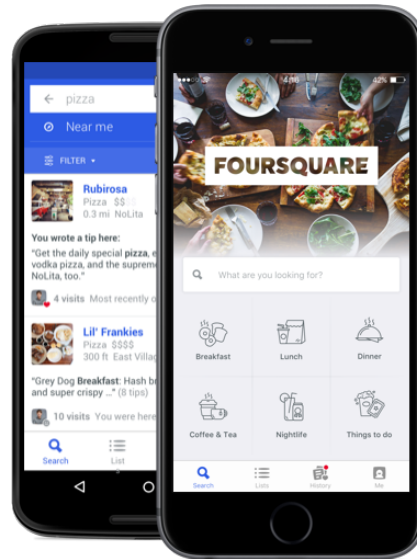 pizza
Near me
FILTER
Rubirosa
Pizza $$$$
0.3 mi NoLita
You wrote a tip here:
"Get the daily special pizza, e
vodka pizza, and the suprem
NoLita, too."
4 visits Most recently o
Lil' Frankies
Pizza $$$$
300 ft East Villag
"Grey Dog Breakfast: Hash br
and super crispy …" (8 tips)
10 visits You were here
Search
List
42%
FOURSQUARE
What are you looking for?
Breakfast
Lunch
Dinner
Coffee & Tea
Nightlife
Things to do
Search
Lists
History
Me